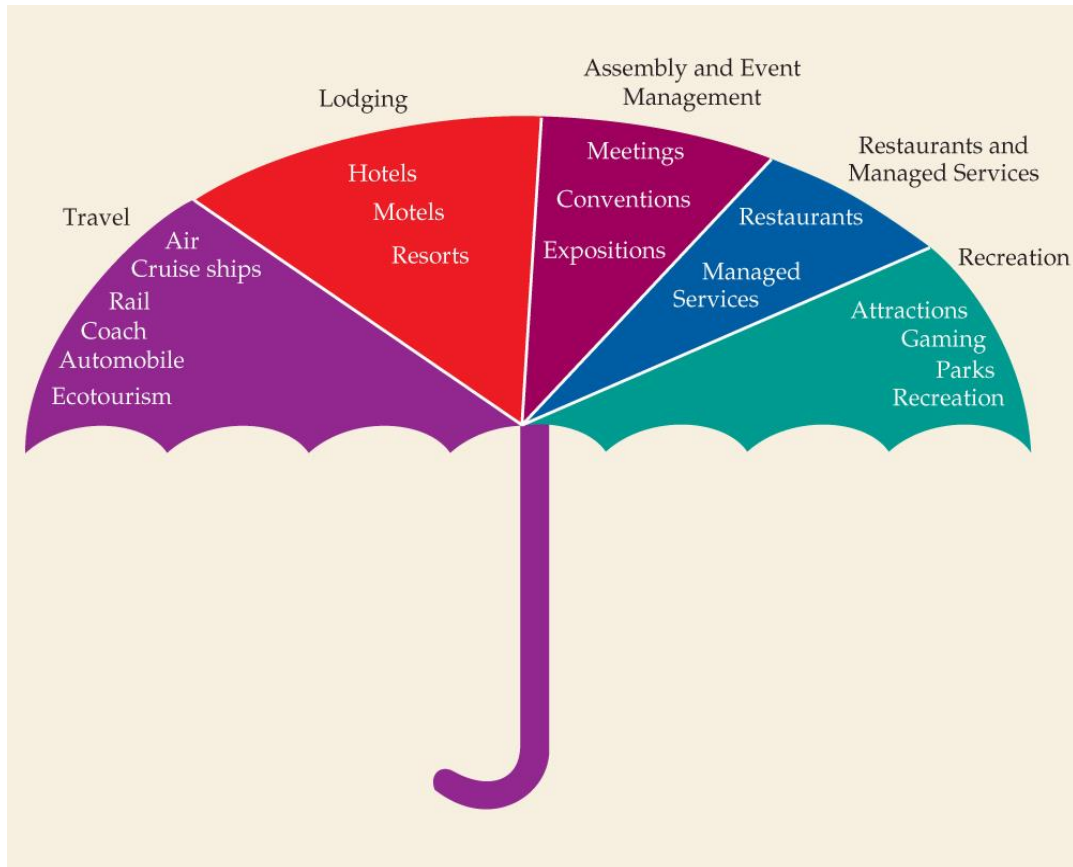 Travel
Air
Cruise ships
Rail
Coach
Automobile
Ecotourism
Lodging
Hotels
Motels
Resorts
Assembly and Event
Management
Meetings
Conventions
Expositions
Restaurants and
Managed Services
Restaurants
Managed
Services
Recreation
Attractions
Gaming
Parks
Recreation